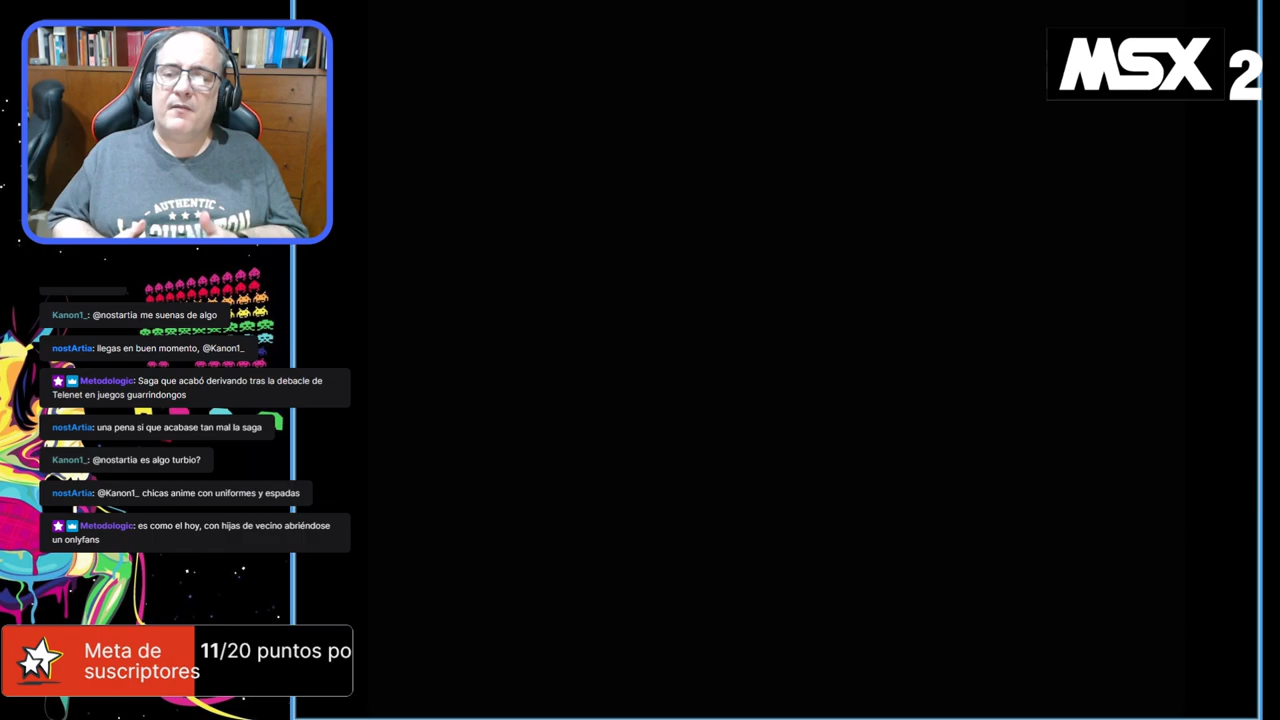 MSX 2
AUTHENTIC
Kanon1_: @nostartia me suenas de algo
nostArtia: llegas en buen momento, @Kanon1_
Metodologic: Saga que acabó derivando tras la debacle de
Telenet en juegos guarrindongos
nostArtia: una pena si que acabase tan mal la saga
Kanon1_: @nostartia es algo turbio?
nostArtia: @Kanon1_ chicas anime con uniformes y espadas
Metodologic: es como el hoy, con hijas de vecino abriéndose
un onlyfans
Meta de
suscriptores
11/20 puntos po